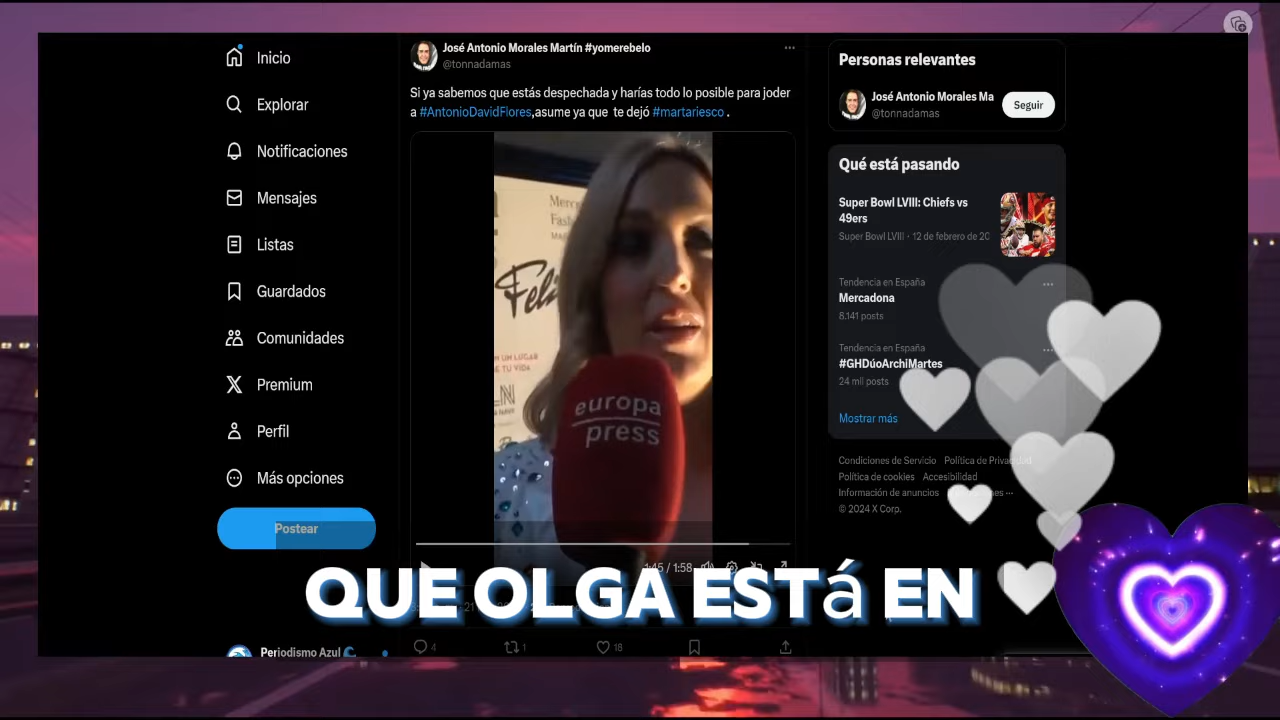 Inicio
Explorar
Notificaciones
Mensajes
Listas
Guardados
Comunidades
Premium
Perfil
Más opciones
Postear
Periodismo Azul
José Antonio Morales Martín #yomerebelo
@tonnadamas
Si ya sabemos que estás despechada y harías todo lo posible para joder
a #AntonioDavidFlores,asume ya que te dejó #martariesco .
europa
press
1:45 / 1:58
QUE OLGA ESTá EN
4
1
18
Personas relevantes
José Antonio Morales Ma
@tonnadamas
Seguir
Qué está pasando
Super Bowl LVIII: Chiefs vs
49ers
Super Bowl LVIII · 12 de febrero de 20
Tendencia en España
Mercadona
8.141 posts
Tendencia en España
#GHDúoArchiMartes
24 mil posts
Mostrar más
Condiciones de Servicio Política de Privacidad
Política de cookies Accesibilidad
Información de anuncios
© 2024 X Corp.